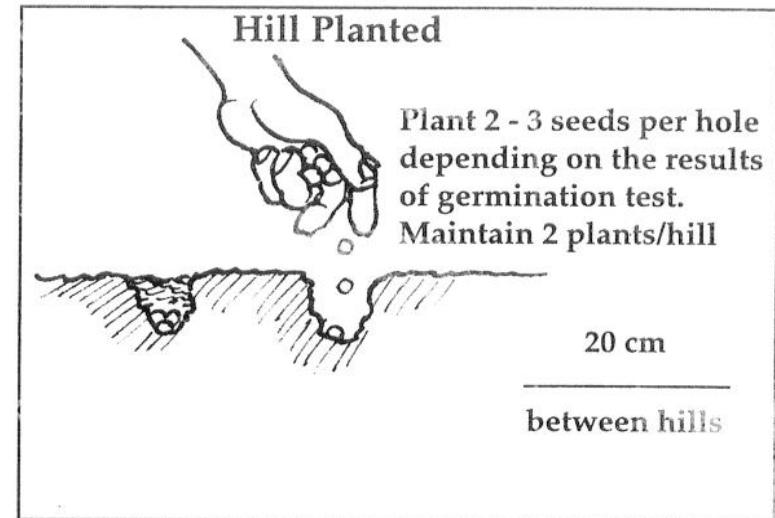 Hill Planted
Plant 2 - 3 seeds per hole
depending on the results
of germination test.
Maintain 2 plants/hill
20 cm
between hills